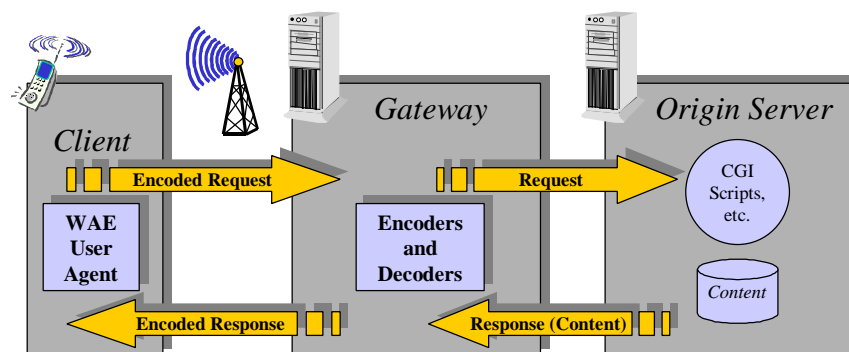 Client
Gateway
Origin Server
Encoded Request
Request
CGI
Scripts,
etc.
WAE
User
Agent
Encoders
and
Decoders
Content
Encoded Response
Response (Content)